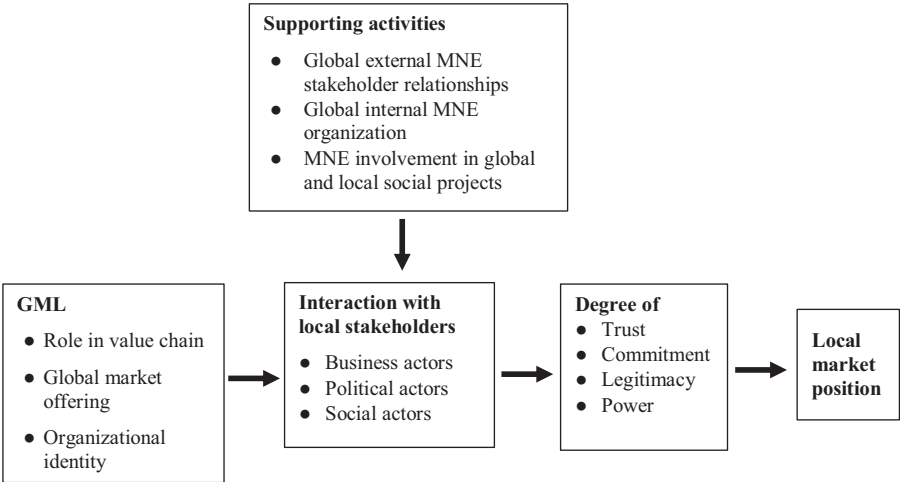 Supporting activities
● Global external MNE
stakeholder relationships
● Global internal MNE
organization
● MNE involvement in global
and local social projects
GML
● Role in value chain
● Global market
offering
● Organizational
identity
Interaction with
local stakeholders
● Business actors
● Political actors
● Social actors
Degree of
● Trust
● Commitment
● Legitimacy
● Power
Local
market
position